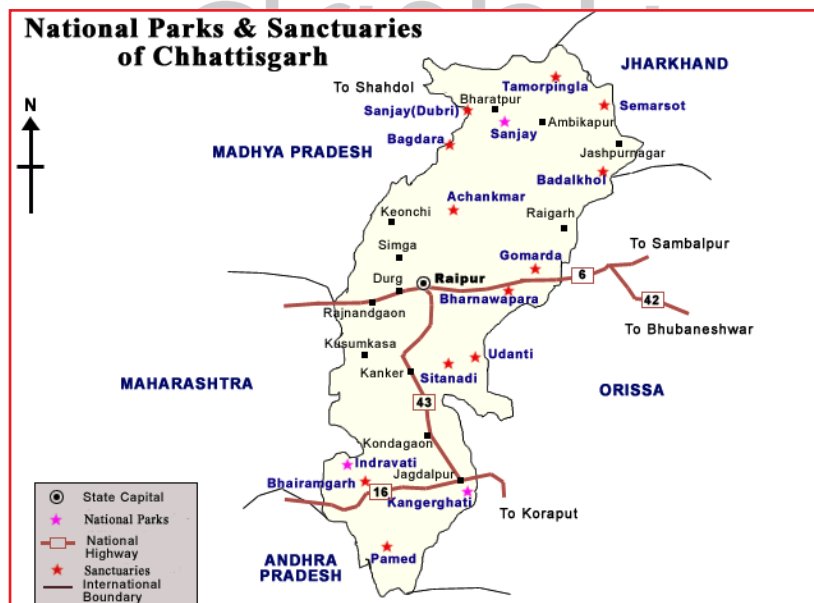 National Parks & Sanctuaries
of Chhattisgarh
JHARKHAND
To Shahdol
Tamorpingla
Bharatpur
Semarsot
Sanjay(Dubri)
Ambikapur
Sanjay
Bagdara
N
MADHYA PRADESH
Jashpurnagar
Badalkhol
Achankmar
Keonchi
Raigarh
Simga
To Sambalpur
Gomarda
6
Durg
Raipur
Bharnawapara
42
Rajnandgaon
To Bhubaneshwar
Kusumkasa
Udanti
Kanker
Sitanadi
MAHARASHTRA
ORISSA
43
Kondagaon
Indravati
Jagdalpur
Bhairamgarh
16
Kangerghati
To Koraput
Pamed
ANDHRA
PRADESH
State Capital
National Parks
National
Highway
Sanctuaries
International
Boundary